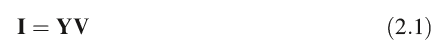 I = YV (2.1)